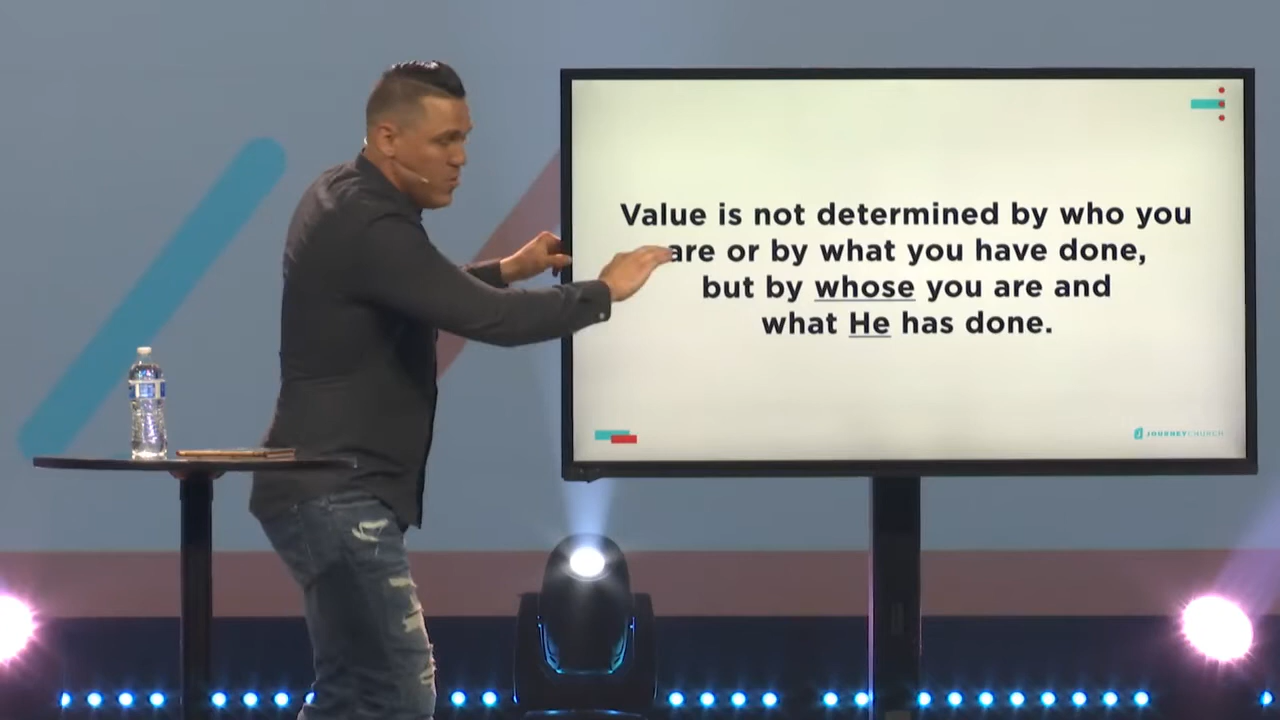 Value is not determined by who you
are or by what you have done,
but by whose you are and
what He has done.
JOURNEYCHURCH